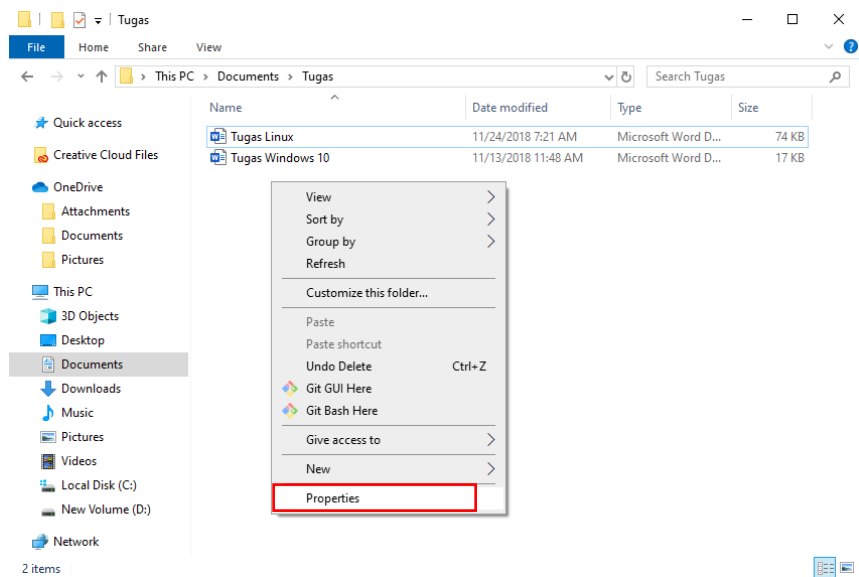 Tugas
File Home Share View
This PC > Documents > Tugas Search Tugas
Name Date modified Type Size
Quick access
Tugas Linux 11/24/2018 7:21 AM Microsoft Word D... 74 KB
Creative Cloud Files
Tugas Windows 10 11/13/2018 11:48 AM Microsoft Word D... 17 KB
OneDrive
Attachments
Documents
Pictures
This PC
3D Objects
Desktop
Documents
Downloads
Music
Pictures
Videos
Local Disk (C:)
New Volume (D:)
Network
View
Sort by
Group by
Refresh
Customize this folder...
Paste
Paste shortcut
Undo Delete Ctrl+Z
Git GUI Here
Git Bash Here
Give access to
New
Properties
2 items